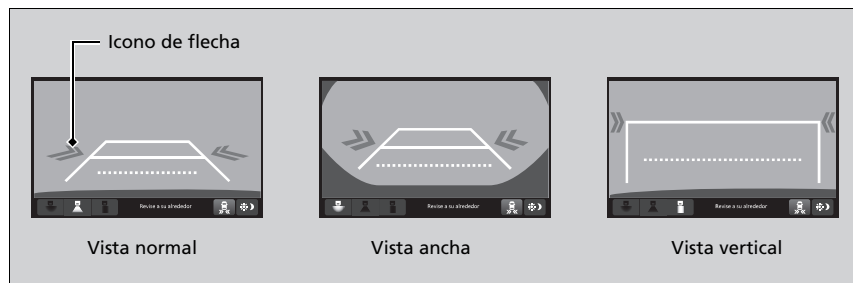 Icono de flecha
Revise a su alrededor
Revise a su alrededor
Revise a su alrededor
Vista normal
Vista ancha
Vista vertical